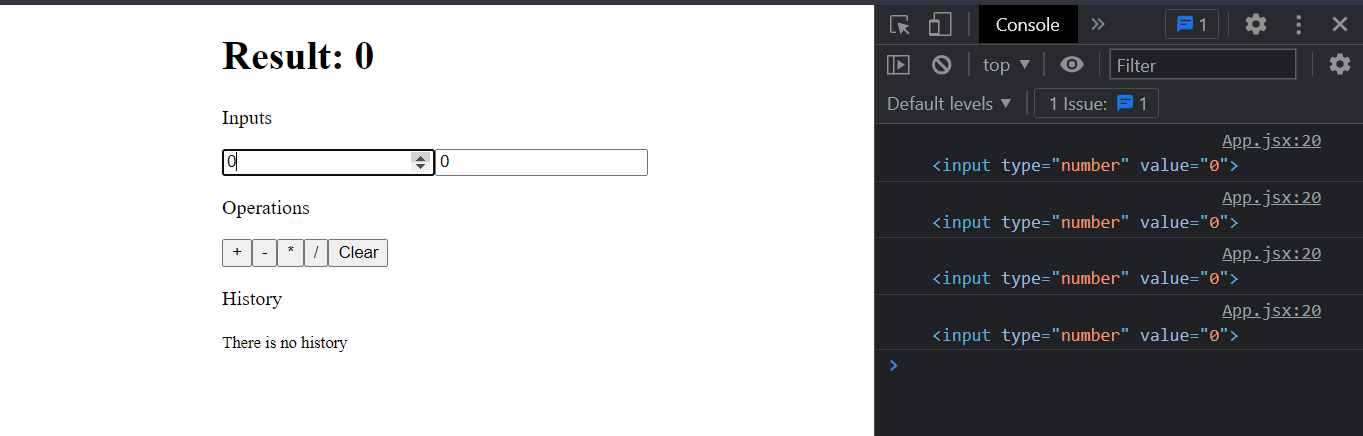 Result: 0
Inputs
0 0
Operations
+ - * / Clear
History
There is no history
Console 1
top Filter
Default levels 1 Issue: 1
App.jsx:20
<input type="number" value="0">
App.jsx:20
<input type="number" value="0">
App.jsx:20
<input type="number" value="0">
App.jsx:20
<input type="number" value="0">